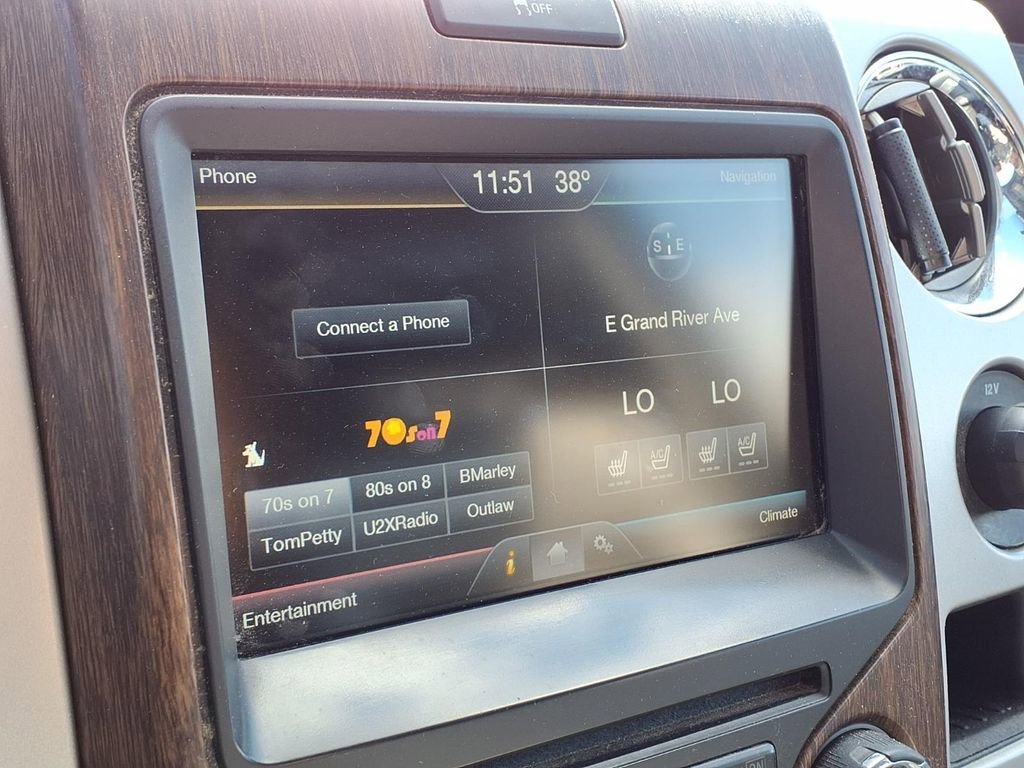 OFF
Phone
11:51 38°
Navigation
S E
Connect a Phone
E Grand River Ave
LO LO
70s on 7
A/C A/C
70s on 7 80s on 8 BMarley
TomPetty U2XRadio Outlaw
i
Climate
Entertainment
12V
ON